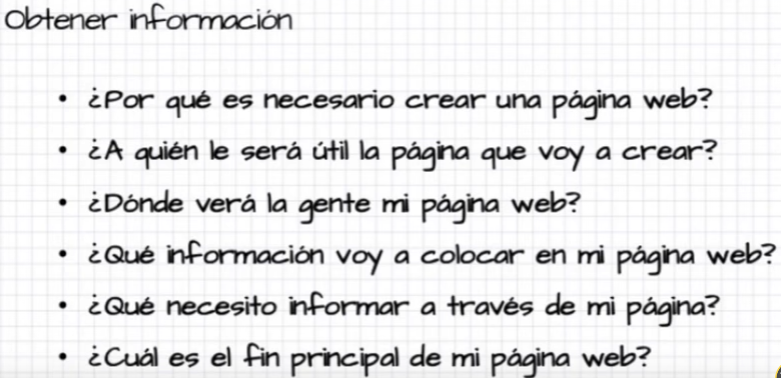 Obtener información
• ¿Por qué es necesario crear una página web?
• ¿A quién le será útil la página que voy a crear?
• ¿Dónde verá la gente mi página web?
• ¿Qué información voy a colocar en mi página web?
• ¿Qué necesito informar a través de mi página?
• ¿Cuál es el fin principal de mi página web?